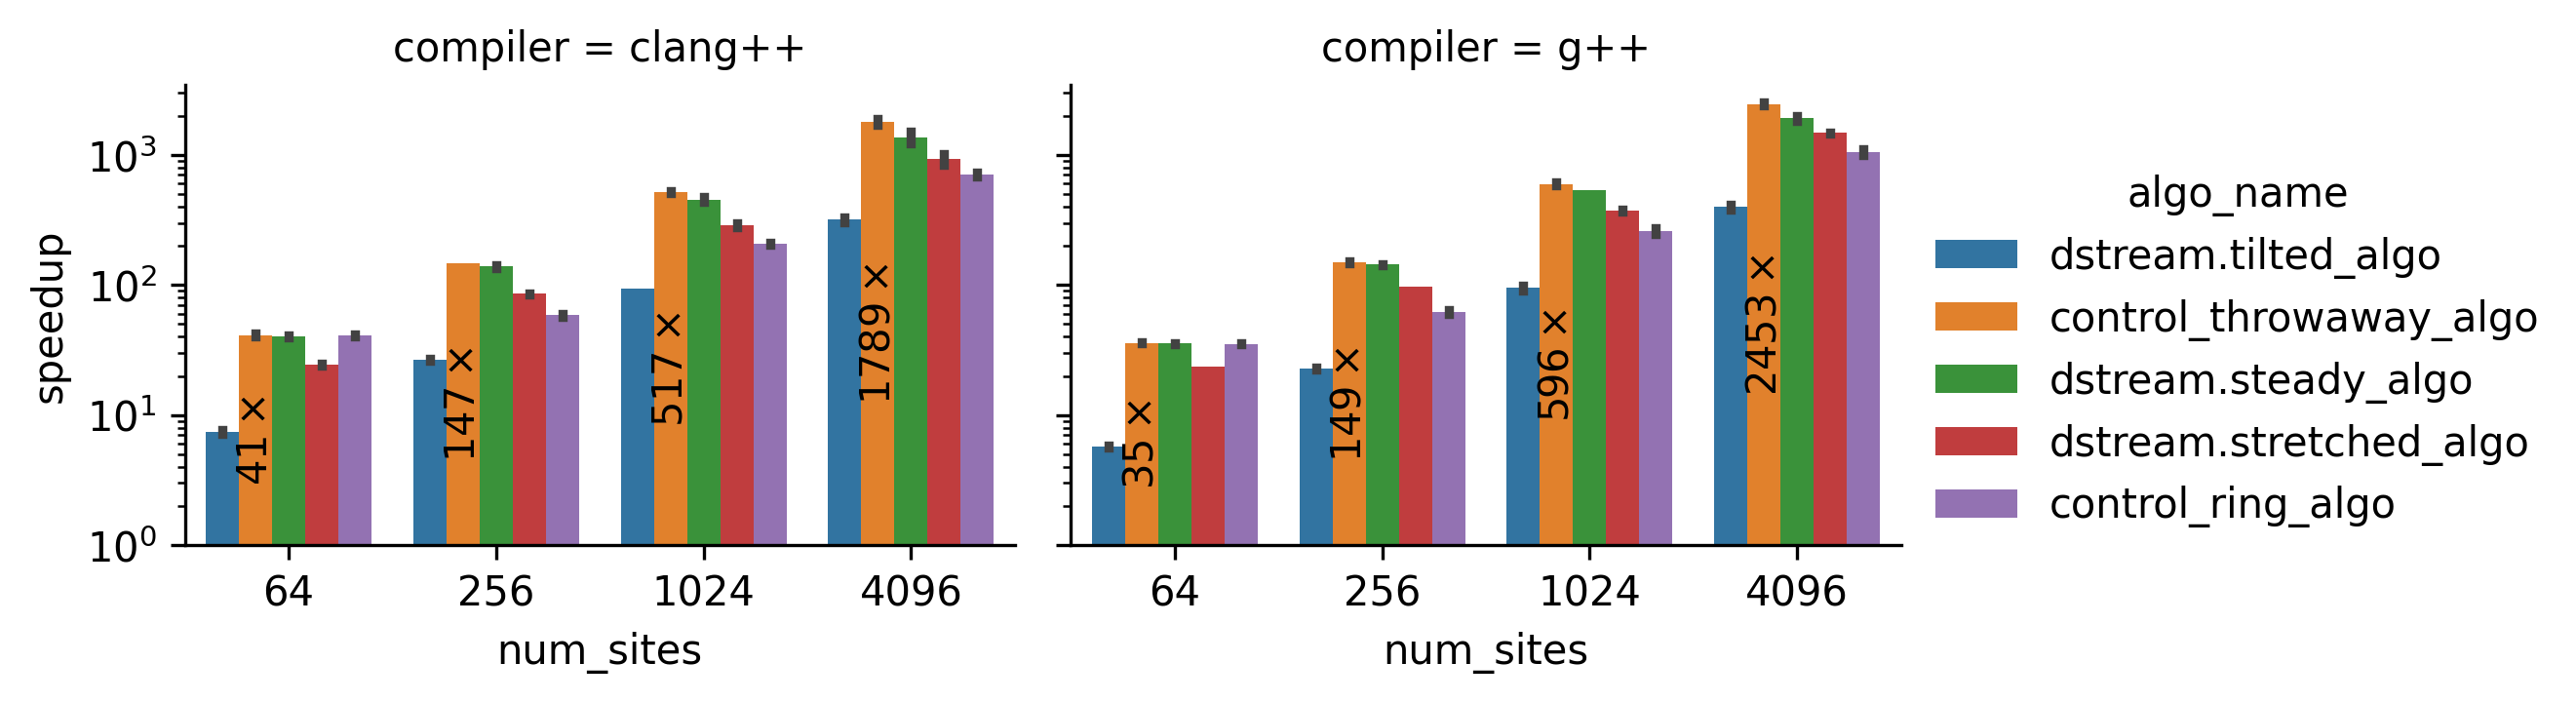 compiler = clang++
compiler = g++
speedup
10³
10²
10¹
10⁰
41×
147×
517×
1789×
35×
149×
596×
2453×
64
256
1024
4096
64
256
1024
4096
num_sites
num_sites
algo_name
dstream.tilted_algo
control_throwaway_algo
dstream.steady_algo
dstream.stretched_algo
control_ring_algo